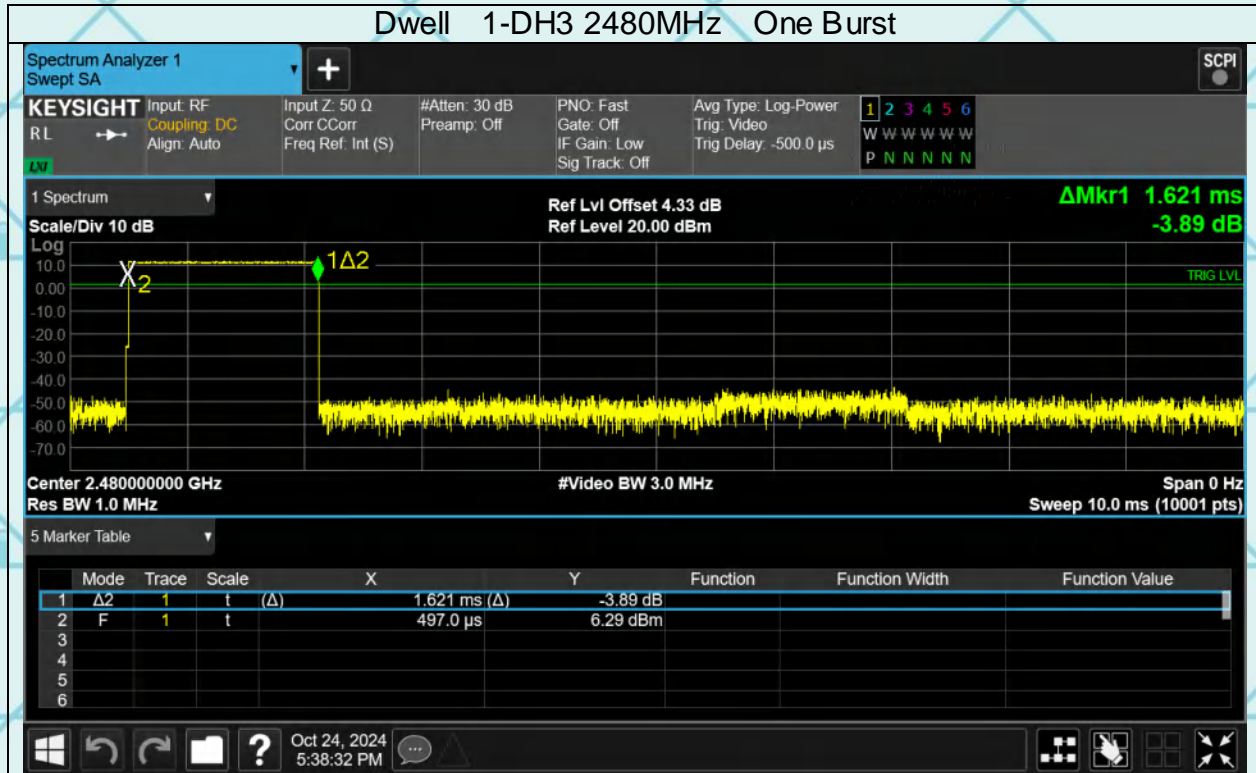 Dwell 1-DH3 2480MHz One Burst
Spectrum Analyzer 1
Swept SA
+
SCPI
KEYSIGHT
RL
LXI
Input: RF
Coupling: DC
Align: Auto
Input Z: 50 Ω
Corr CCorr
Freq Ref: Int (S)
#Atten: 30 dB
Preamp: Off
PNO: Fast
Gate: Off
IF Gain: Low
Sig Track: Off
Avg Type: Log-Power
Trig: Video
Trig Delay: -500.0 µs
1 2 3 4 5 6
W W W W W W
P N N N N N
1 Spectrum
Scale/Div 10 dB
Ref Lvl Offset 4.33 dB
Ref Level 20.00 dBm
ΔMkr1 1.621 ms
-3.89 dB
Log
10.0
0.00
-10.0
-20.0
-30.0
-40.0
-50.0
-60.0
-70.0
X2
1Δ2
TRIG LVL
Center 2.480000000 GHz
#Video BW 3.0 MHz
Span 0 Hz
Res BW 1.0 MHz
Sweep 10.0 ms (10001 pts)
5 Marker Table
Mode Trace Scale X Y Function Function Width Function Value
1 Δ2 1 t (Δ) 1.621 ms (Δ) -3.89 dB
2 F 1 t 497.0 µs 6.29 dBm
3
4
5
6
?
Oct 24, 2024
5:38:32 PM